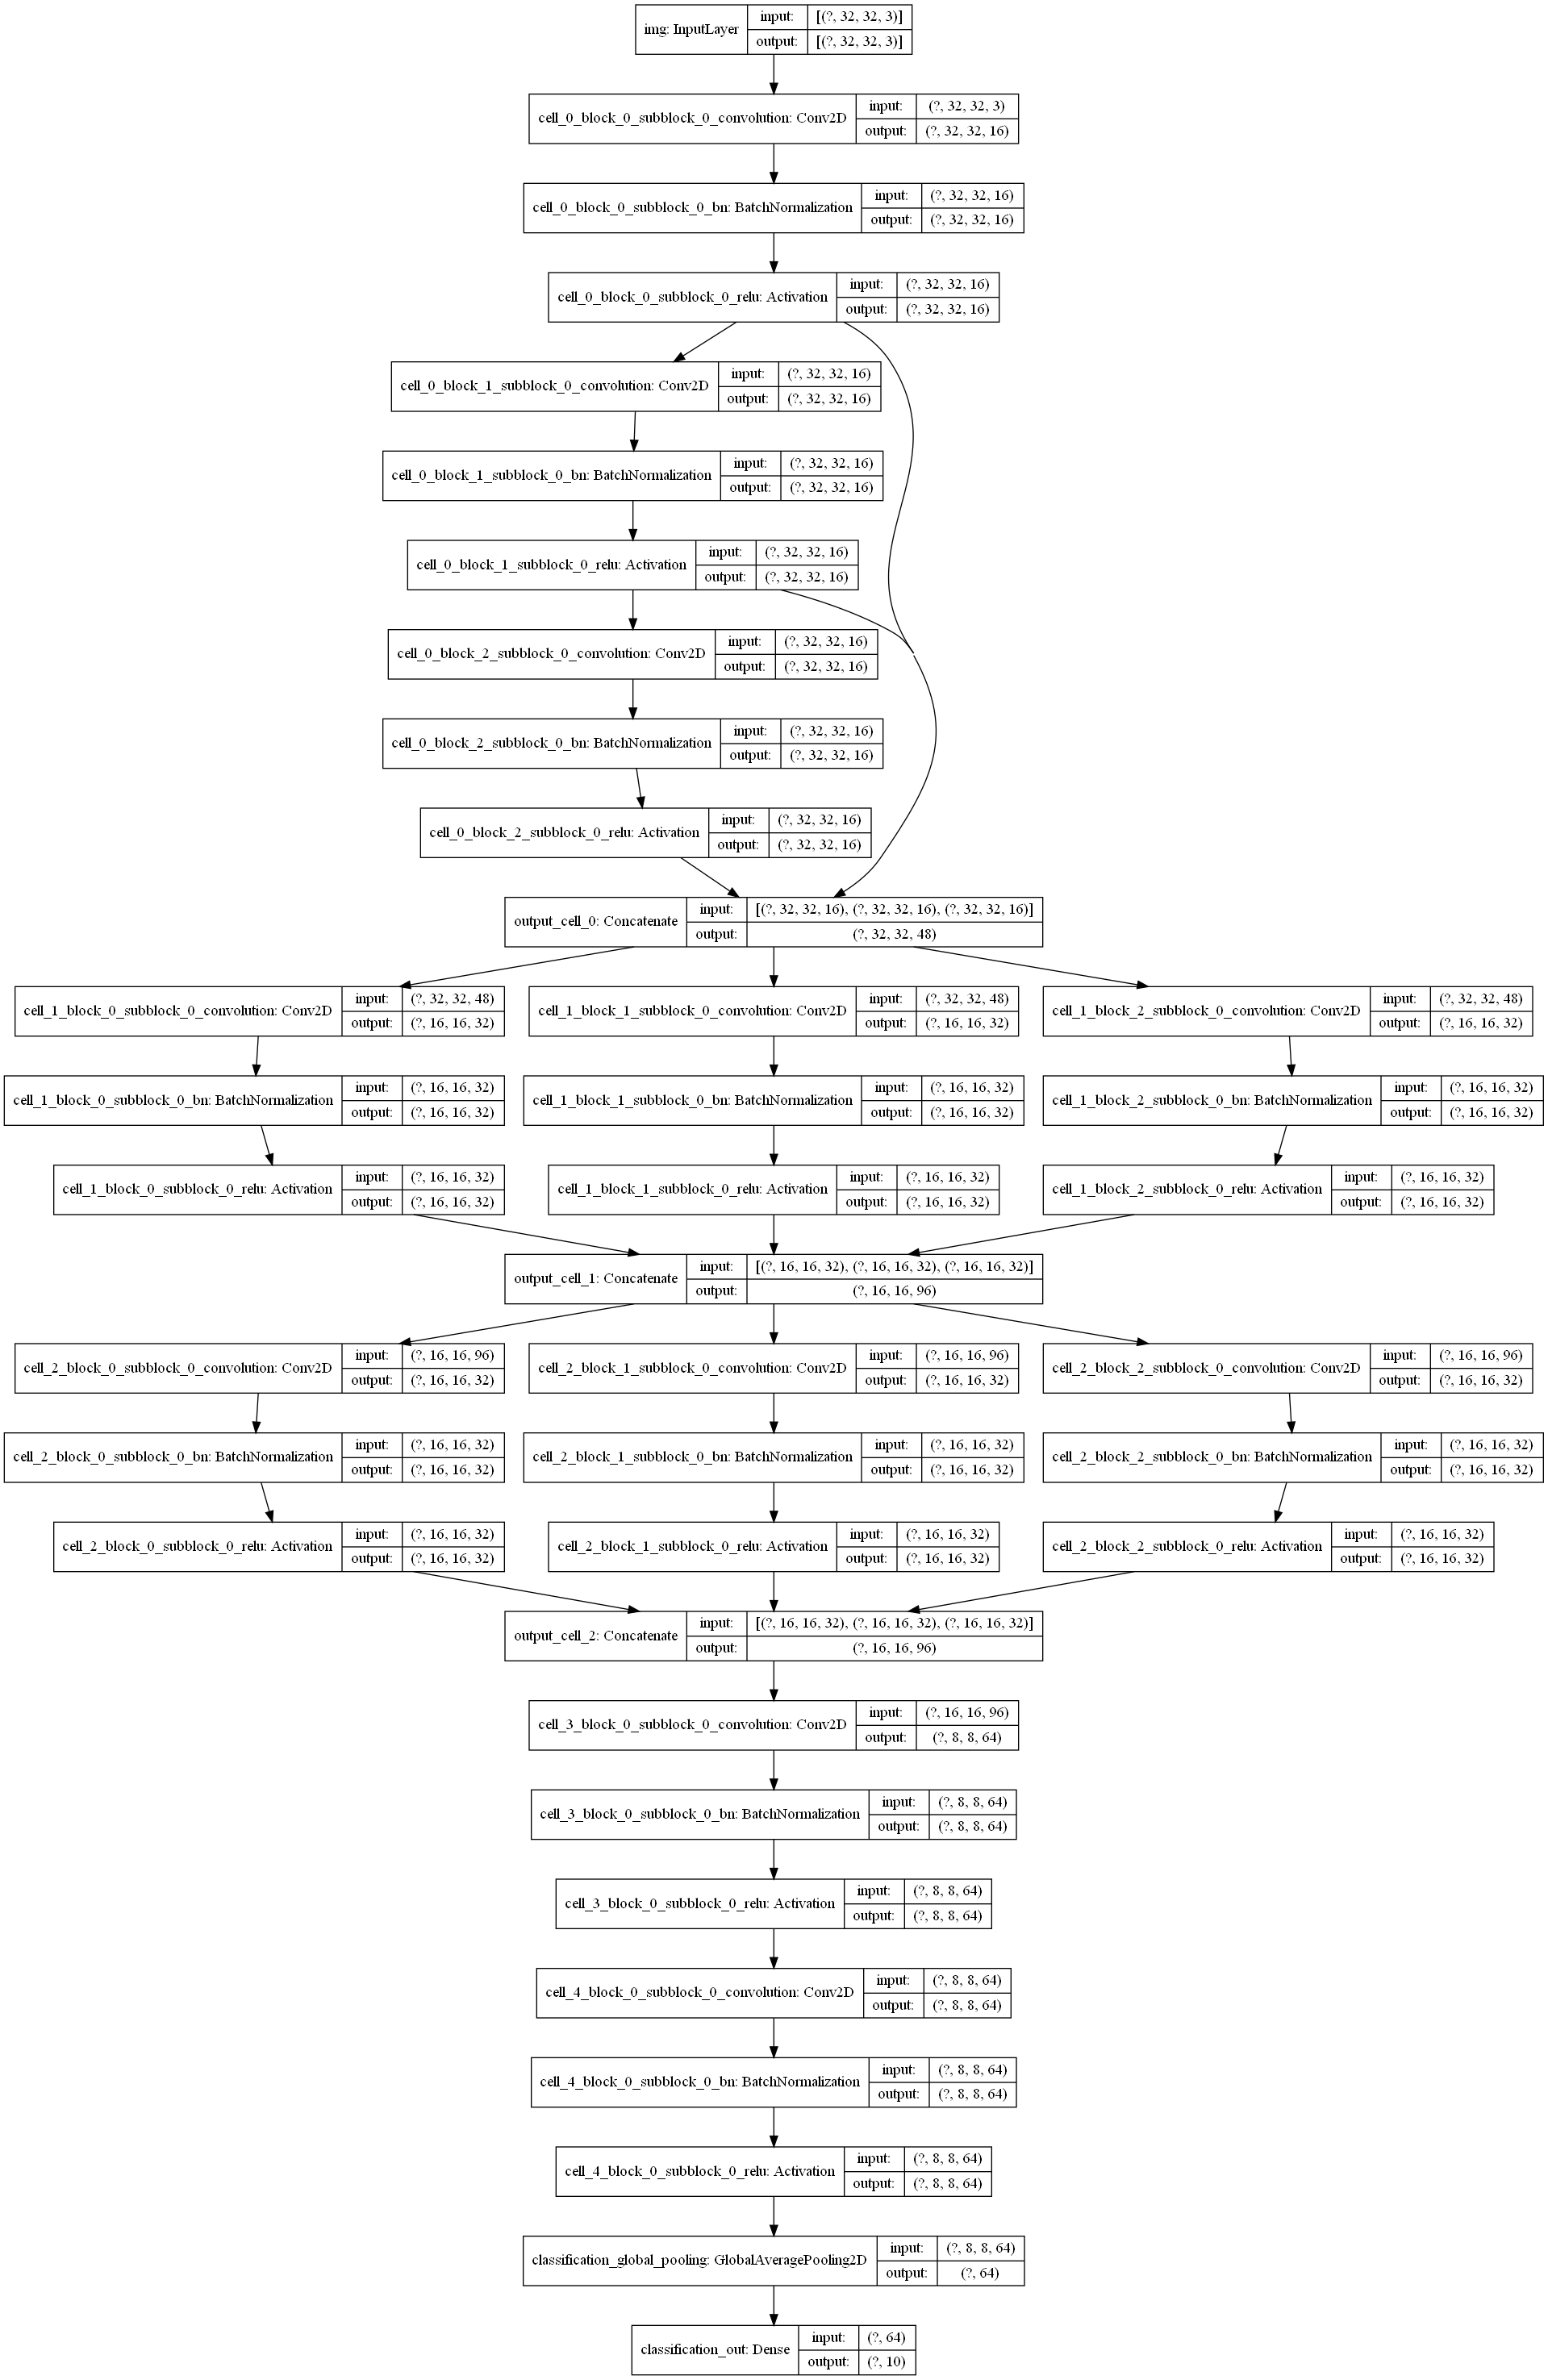 img: InputLayer
input:
[(?, 32, 32, 3)]
output:
[(?, 32, 32, 3)]
cell_0_block_0_subblock_0_convolution: Conv2D
input:
(?, 32, 32, 3)
output:
(?, 32, 32, 16)
cell_0_block_0_subblock_0_bn: BatchNormalization
input:
(?, 32, 32, 16)
output:
(?, 32, 32, 16)
cell_0_block_0_subblock_0_relu: Activation
input:
(?, 32, 32, 16)
output:
(?, 32, 32, 16)
cell_0_block_1_subblock_0_convolution: Conv2D
input:
(?, 32, 32, 16)
output:
(?, 32, 32, 16)
cell_0_block_1_subblock_0_bn: BatchNormalization
input:
(?, 32, 32, 16)
output:
(?, 32, 32, 16)
cell_0_block_1_subblock_0_relu: Activation
input:
(?, 32, 32, 16)
output:
(?, 32, 32, 16)
cell_0_block_2_subblock_0_convolution: Conv2D
input:
(?, 32, 32, 16)
output:
(?, 32, 32, 16)
cell_0_block_2_subblock_0_bn: BatchNormalization
input:
(?, 32, 32, 16)
output:
(?, 32, 32, 16)
cell_0_block_2_subblock_0_relu: Activation
input:
(?, 32, 32, 16)
output:
(?, 32, 32, 16)
output_cell_0: Concatenate
input:
[(?, 32, 32, 16), (?, 32, 32, 16), (?, 32, 32, 16)]
output:
(?, 32, 32, 48)
cell_1_block_0_subblock_0_convolution: Conv2D
input:
(?, 32, 32, 48)
output:
(?, 16, 16, 32)
cell_1_block_1_subblock_0_convolution: Conv2D
input:
(?, 32, 32, 48)
output:
(?, 16, 16, 32)
cell_1_block_2_subblock_0_convolution: Conv2D
input:
(?, 32, 32, 48)
output:
(?, 16, 16, 32)
cell_1_block_0_subblock_0_bn: BatchNormalization
input:
(?, 16, 16, 32)
output:
(?, 16, 16, 32)
cell_1_block_1_subblock_0_bn: BatchNormalization
input:
(?, 16, 16, 32)
output:
(?, 16, 16, 32)
cell_1_block_2_subblock_0_bn: BatchNormalization
input:
(?, 16, 16, 32)
output:
(?, 16, 16, 32)
cell_1_block_0_subblock_0_relu: Activation
input:
(?, 16, 16, 32)
output:
(?, 16, 16, 32)
cell_1_block_1_subblock_0_relu: Activation
input:
(?, 16, 16, 32)
output:
(?, 16, 16, 32)
cell_1_block_2_subblock_0_relu: Activation
input:
(?, 16, 16, 32)
output:
(?, 16, 16, 32)
output_cell_1: Concatenate
input:
[(?, 16, 16, 32), (?, 16, 16, 32), (?, 16, 16, 32)]
output:
(?, 16, 16, 96)
cell_2_block_0_subblock_0_convolution: Conv2D
input:
(?, 16, 16, 96)
output:
(?, 16, 16, 32)
cell_2_block_1_subblock_0_convolution: Conv2D
input:
(?, 16, 16, 96)
output:
(?, 16, 16, 32)
cell_2_block_2_subblock_0_convolution: Conv2D
input:
(?, 16, 16, 96)
output:
(?, 16, 16, 32)
cell_2_block_0_subblock_0_bn: BatchNormalization
input:
(?, 16, 16, 32)
output:
(?, 16, 16, 32)
cell_2_block_1_subblock_0_bn: BatchNormalization
input:
(?, 16, 16, 32)
output:
(?, 16, 16, 32)
cell_2_block_2_subblock_0_bn: BatchNormalization
input:
(?, 16, 16, 32)
output:
(?, 16, 16, 32)
cell_2_block_0_subblock_0_relu: Activation
input:
(?, 16, 16, 32)
output:
(?, 16, 16, 32)
cell_2_block_1_subblock_0_relu: Activation
input:
(?, 16, 16, 32)
output:
(?, 16, 16, 32)
cell_2_block_2_subblock_0_relu: Activation
input:
(?, 16, 16, 32)
output:
(?, 16, 16, 32)
output_cell_2: Concatenate
input:
[(?, 16, 16, 32), (?, 16, 16, 32), (?, 16, 16, 32)]
output:
(?, 16, 16, 96)
cell_3_block_0_subblock_0_convolution: Conv2D
input:
(?, 16, 16, 96)
output:
(?, 8, 8, 64)
cell_3_block_0_subblock_0_bn: BatchNormalization
input:
(?, 8, 8, 64)
output:
(?, 8, 8, 64)
cell_3_block_0_subblock_0_relu: Activation
input:
(?, 8, 8, 64)
output:
(?, 8, 8, 64)
cell_4_block_0_subblock_0_convolution: Conv2D
input:
(?, 8, 8, 64)
output:
(?, 8, 8, 64)
cell_4_block_0_subblock_0_bn: BatchNormalization
input:
(?, 8, 8, 64)
output:
(?, 8, 8, 64)
cell_4_block_0_subblock_0_relu: Activation
input:
(?, 8, 8, 64)
output:
(?, 8, 8, 64)
classification_global_pooling: GlobalAveragePooling2D
input:
(?, 8, 8, 64)
output:
(?, 64)
classification_out: Dense
input:
(?, 64)
output:
(?, 10)